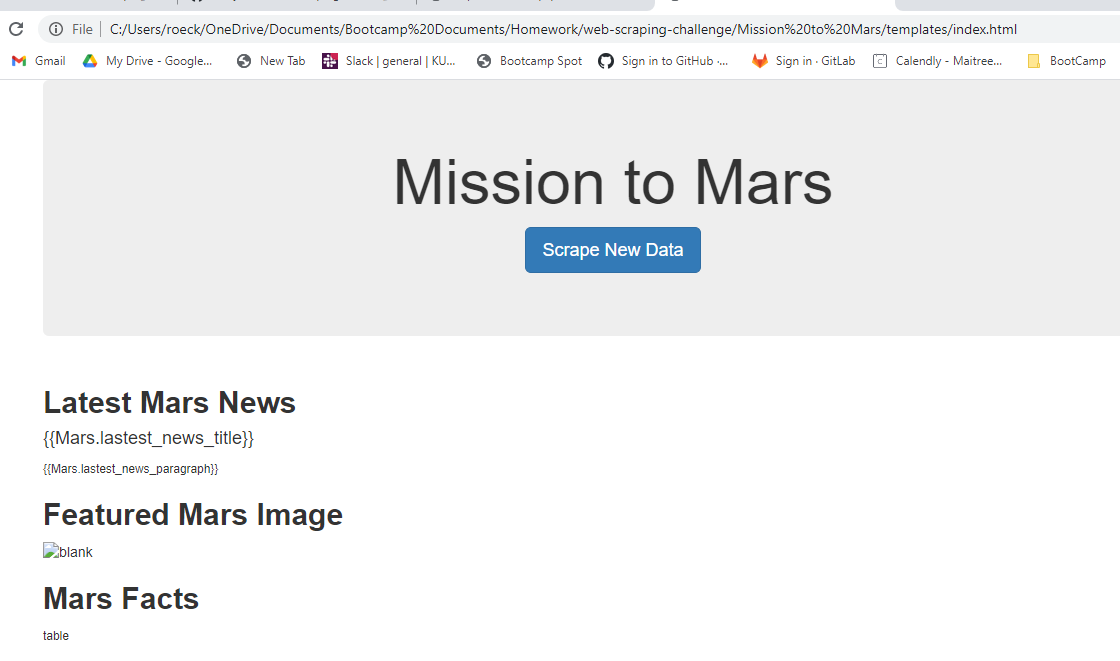 File | C:/Users/roeck/OneDrive/Documents/Bootcamp%20Documents/Homework/web-scraping-challenge/Mission%20to%20Mars/templates/index.html
Gmail My Drive - Google... New Tab Slack | general | KU... Bootcamp Spot Sign in to GitHub ·... Sign in · GitLab Calendly - Maitree... BootCamp
Mission to Mars
Scrape New Data
Latest Mars News
{{Mars.lastest_news_title}}
{{Mars.lastest_news_paragraph}}
Featured Mars Image
blank
Mars Facts
table